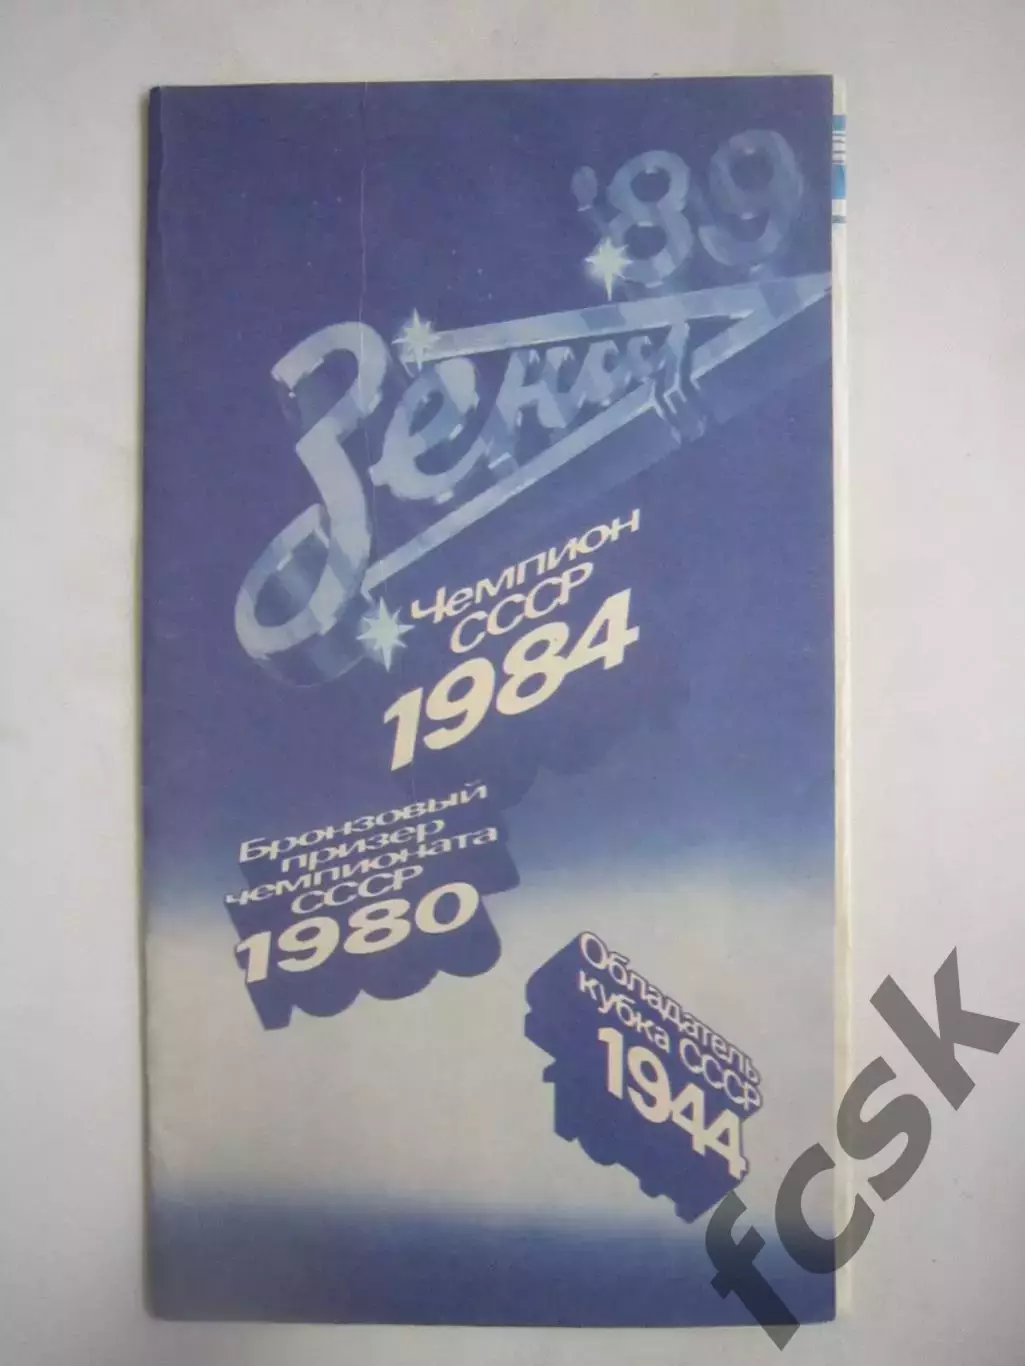 '89
Зенит
Чемпион
СССР
1984
Бронзовый
призер
чемпионата
СССР
1980
Обладатель
кубка СССР
1944
fcsk